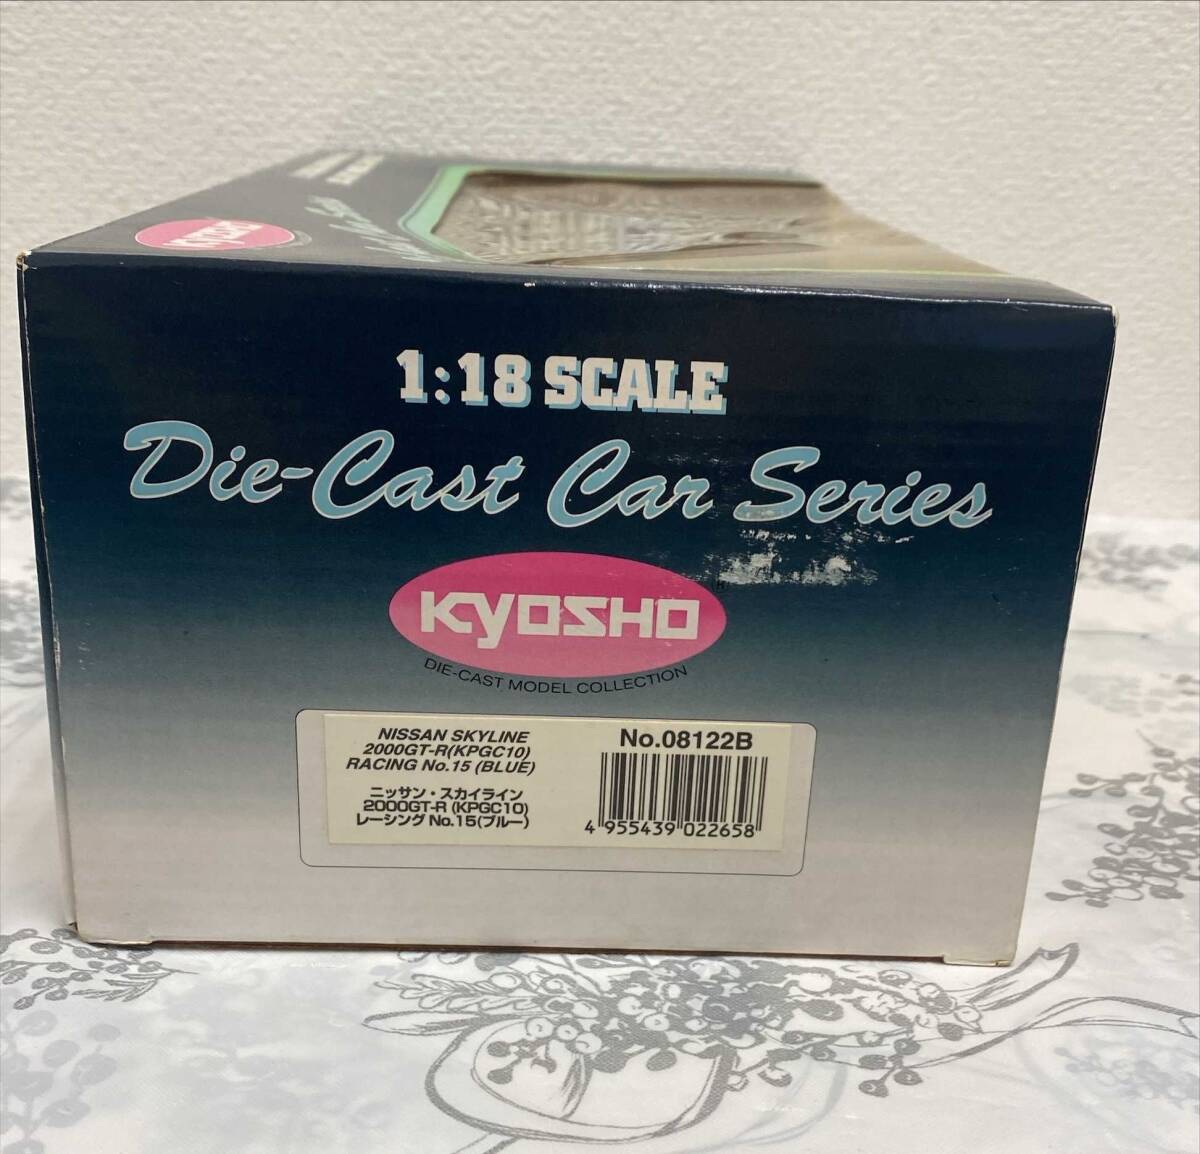 KYOSHO
1:18 SCALE
Die-Cast Car Series
KYOSHO
DIE-CAST MODEL COLLECTION
NISSAN SKYLINE
2000GT-R(KPGC10)
RACING No.15 (BLUE)
ニッサン・スカイライン
2000GT-R (KPGC10)
レーシング No.15(ブルー)
No.08122B
4 955439 022658